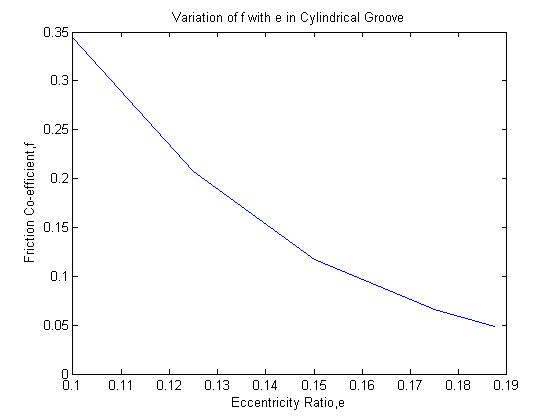 Variation of f with e in Cylindrical Groove
0.35
0.3
0.25
0.2
0.15
0.1
0.05
0
Friction Co-efficient,f
0.1 0.11 0.12 0.13 0.14 0.15 0.16 0.17 0.18 0.19
Eccentricity Ratio,e